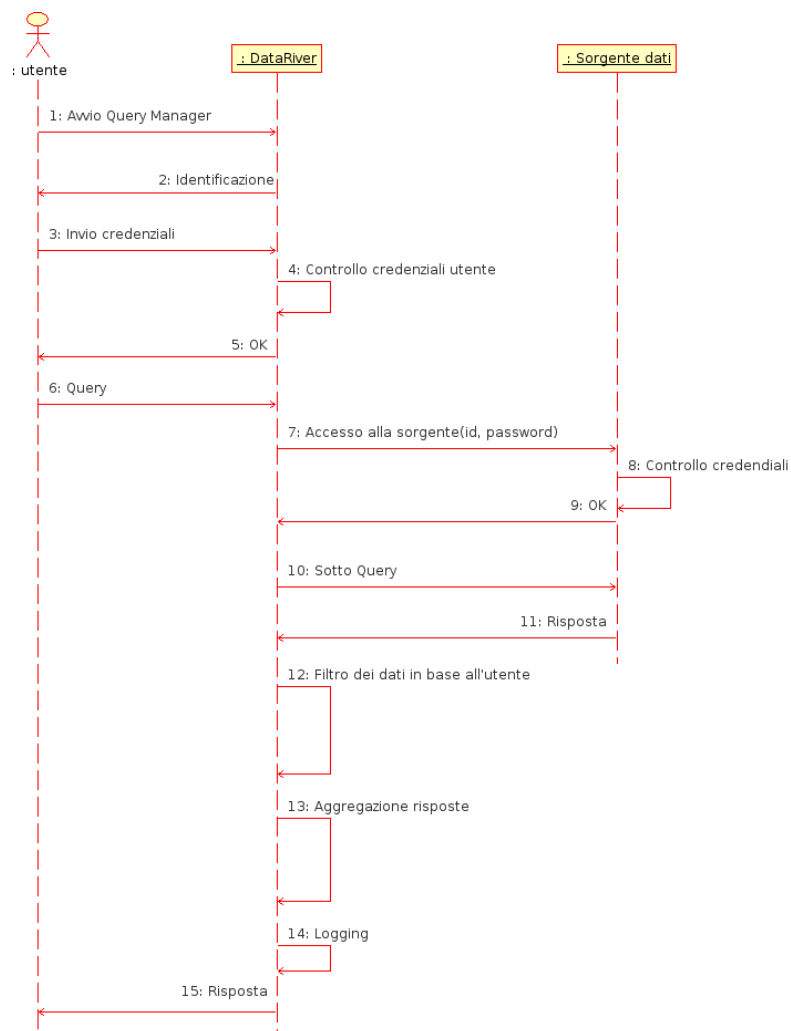 : utente
: DataRiver
: Sorgente dati
1: Avvio Query Manager
2: Identificazione
3: Invio credenziali
4: Controllo credenziali utente
5: OK
6: Query
7: Accesso alla sorgente(id, password)
8: Controllo credendiali
9: OK
10: Sotto Query
11: Risposta
12: Filtro dei dati in base all'utente
13: Aggregazione risposte
14: Logging
15: Risposta